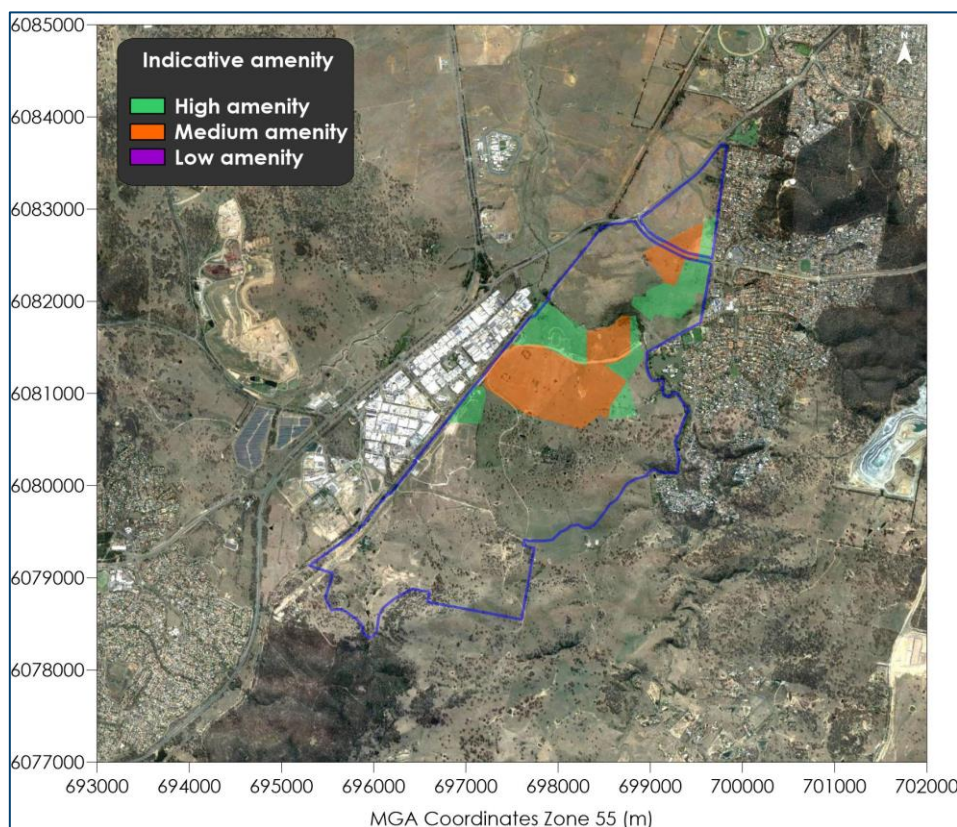 6085000
6084000
6083000
6082000
6081000
6080000
6079000
6078000
6077000
Indicative amenity
High amenity
Medium amenity
Low amenity
N
693000 694000 695000 696000 697000 698000 699000 700000 701000 702000
MGA Coordinates Zone 55 (m)